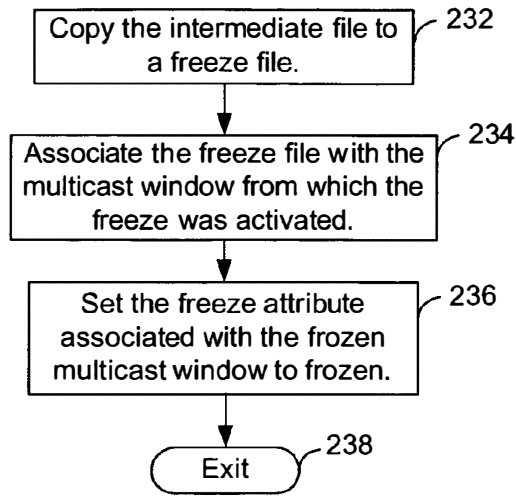 Copy the intermediate file to
a freeze file.
232
Associate the freeze file with the
multicast window from which the
freeze was activated.
234
Set the freeze attribute
associated with the frozen
multicast window to frozen.
236
Exit
238